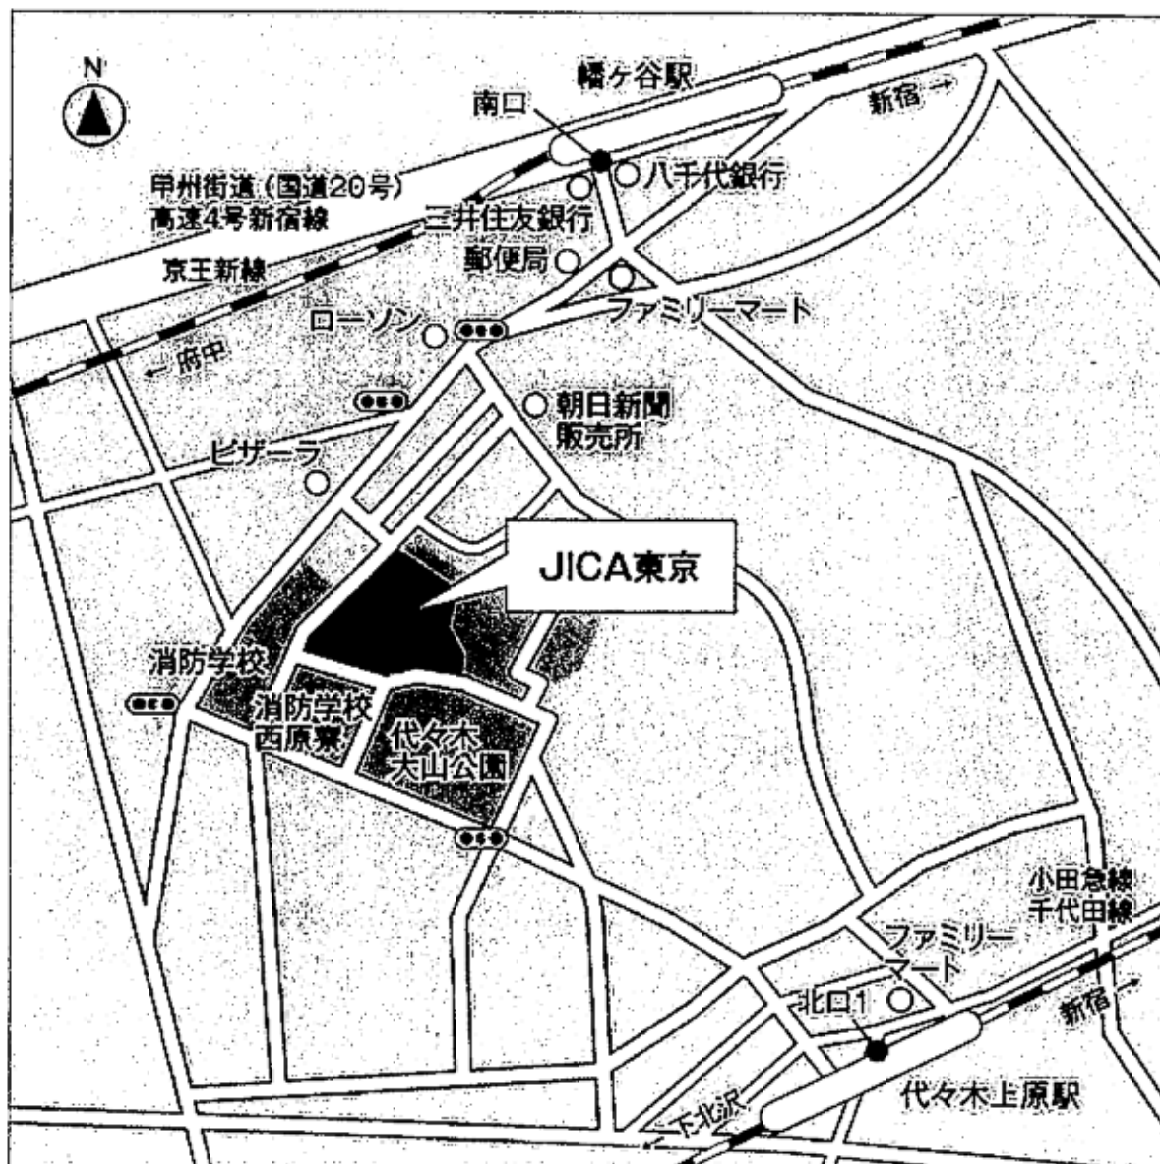 N
幡ヶ谷駅
南口
新宿→
八千代銀行
甲州街道(国道20号)
高速4号新宿線
三井住友銀行
郵便局
京王新線
ファミリーマート
ローソン
←府中
朝日新聞
販売所
ピザーラ
JICA東京
消防学校
消防学校
西原寮
代々木
大山公園
小田急線
千代田線
ファミリー
マート
北口1
新宿→
代々木上原駅
←下北沢